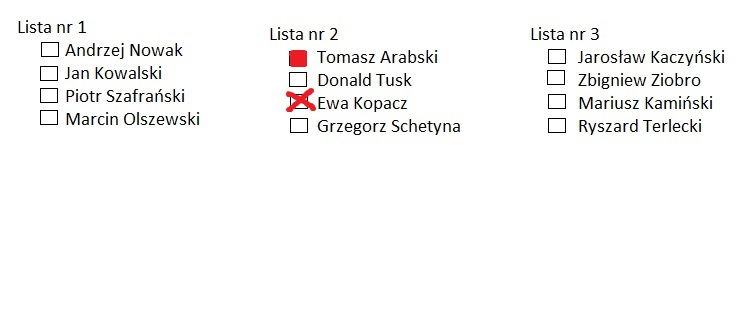 Lista nr 1
Andrzej Nowak
Jan Kowalski
Piotr Szafrański
Marcin Olszewski
Lista nr 2
Tomasz Arabski
Donald Tusk
Ewa Kopacz
Grzegorz Schetyna
Lista nr 3
Jarosław Kaczyński
Zbigniew Ziobro
Mariusz Kamiński
Ryszard Terlecki